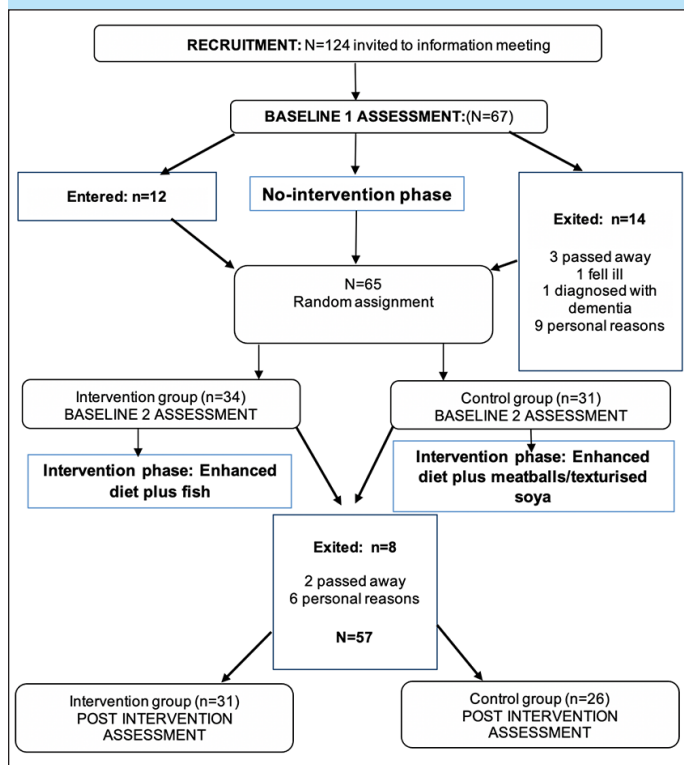 RECRUITMENT: N=124 invited to information meeting
BASELINE 1 ASSESSMENT:(N=67)
Entered: n=12
No-intervention phase
Exited: n=14
3 passed away
1 fell ill
1 diagnosed with
dementia
9 personal reasons
N=65
Random assignment
Intervention group (n=34)
BASELINE 2 ASSESSMENT
Control group (n=31)
BASELINE 2 ASSESSMENT
Intervention phase: Enhanced
diet plus fish
Intervention phase: Enhanced
diet plus meatballs/texturised
soya
Exited: n=8
2 passed away
6 personal reasons
N=57
Intervention group (n=31)
POST INTERVENTION
ASSESSMENT
Control group (n=26)
POST INTERVENTION
ASSESSMENT